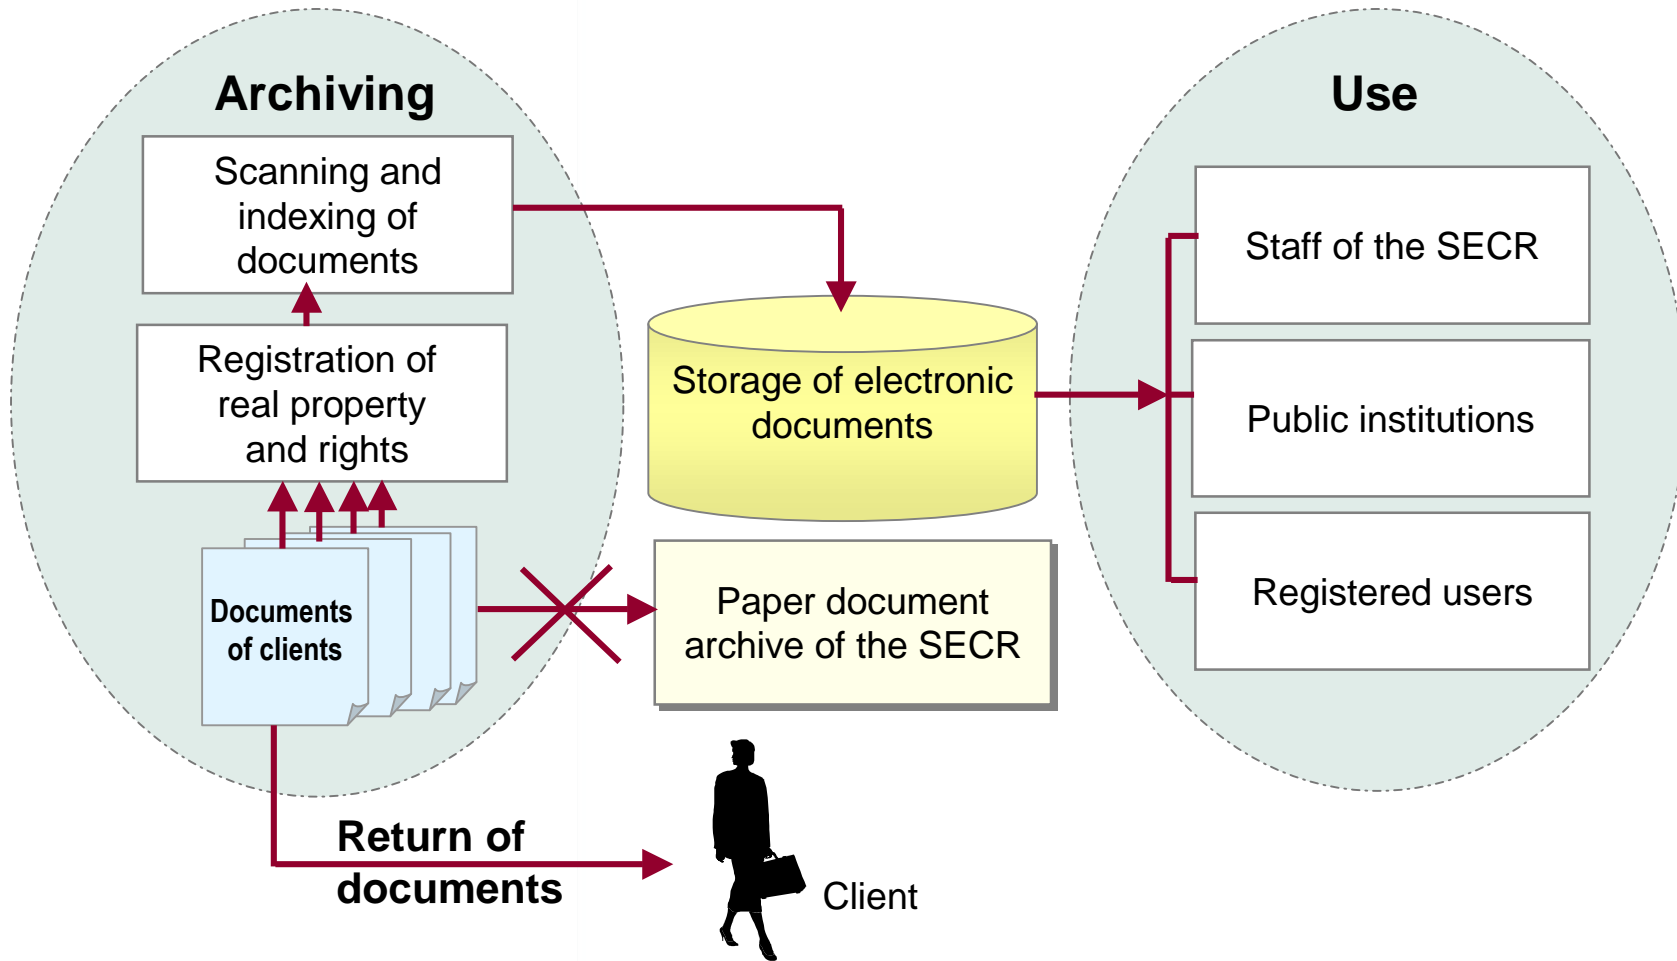 Archiving
Scanning and
indexing of
documents
Registration of
real property
and rights
Documents
of clients
Return of
documents
Storage of electronic
documents
Paper document
archive of the SECR
Client
Use
Staff of the SECR
Public institutions
Registered users